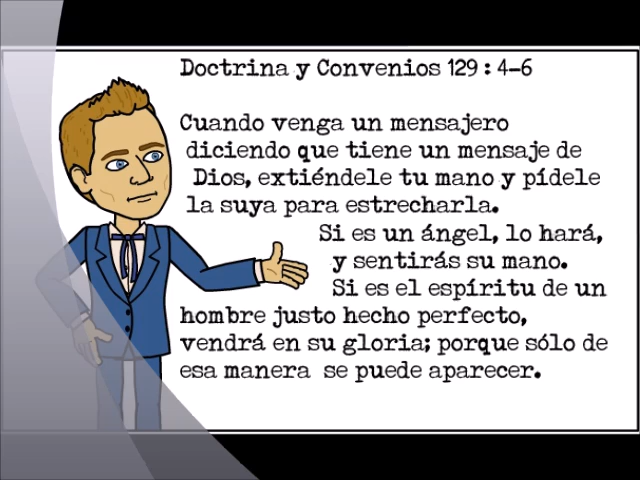 Doctrina y Convenios 129 : 4-6
Cuando venga un mensajero
diciendo que tiene un mensaje de
Dios, extiéndele tu mano y pídele
la suya para estrecharla.
Si es un ángel, lo hará,
y sentirás su mano.
Si es el espíritu de un
hombre justo hecho perfecto,
vendrá en su gloria; porque sólo de
esa manera se puede aparecer.